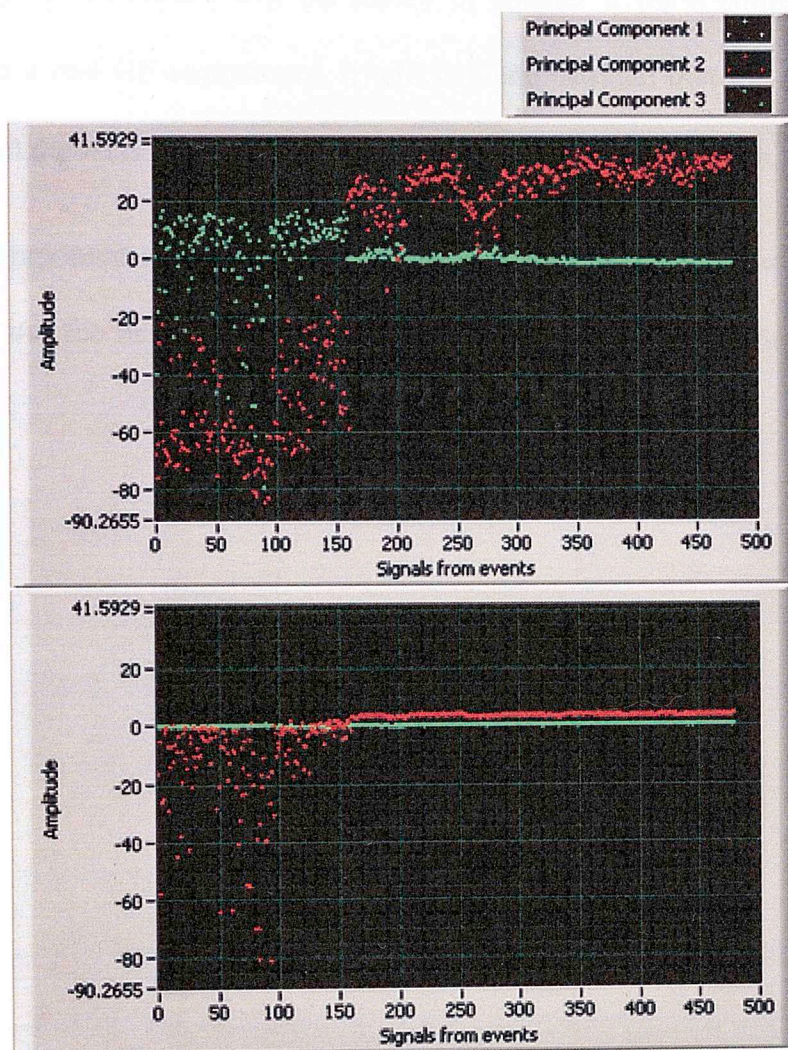 Principal Component 1
Principal Component 2
Principal Component 3
41.5929
20
0
-20
-40
-60
-80
-90.2655
Amplitude
0 50 100 150 200 250 300 350 400 450 500
Signals from events
41.5929
20
0
-20
-40
-60
-80
-90.2655
Amplitude
0 50 100 150 200 250 300 350 400 450 500
Signals from events